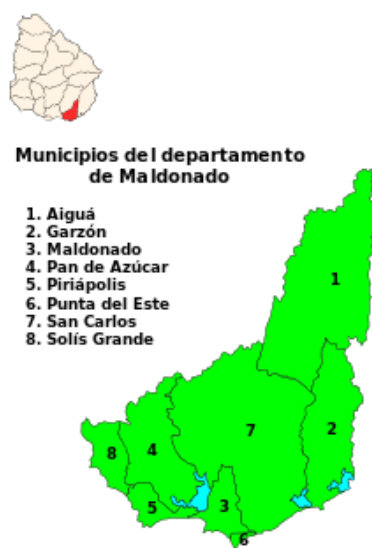 Municipios del departamento
de Maldonado
1. Aiguá
2. Garzón
3. Maldonado
4. Pan de Azúcar
5. Piriápolis
6. Punta del Este
7. San Carlos
8. Solís Grande
1
2
7
4
8
3
5
6